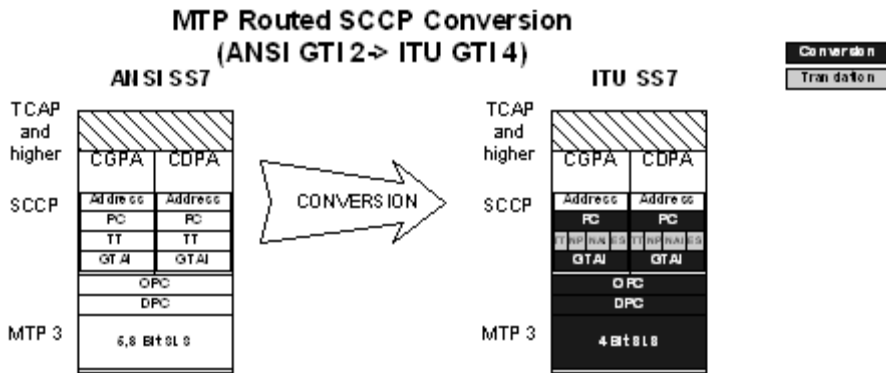 MTP Routed SCCP Conversion
(ANSI GTI 2-> ITU GTI 4)
Conversion
Translation
ANSI SS7
ITU SS7
TCAP
and
higher
CGPA CDPA
SCCP
Address Address
PC PC
TT TT
GTAI GTAI
OPC
DPC
MTP 3
5,8 Bit SLS
CONVERSION
TCAP
and
higher
CGPA CDPA
SCCP
Address Address
PC PC
TT NP NAI ES TT NP NAI ES
GTAI GTAI
OPC
DPC
MTP 3
4 Bit SLS